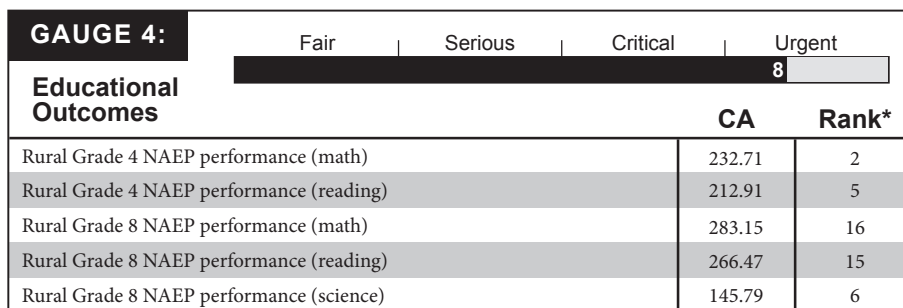 GAUGE 4:
Fair Serious Critical Urgent
8
Educational
Outcomes
CA Rank*
Rural Grade 4 NAEP performance (math) 232.71 2
Rural Grade 4 NAEP performance (reading) 212.91 5
Rural Grade 8 NAEP performance (math) 283.15 16
Rural Grade 8 NAEP performance (reading) 266.47 15
Rural Grade 8 NAEP performance (science) 145.79 6